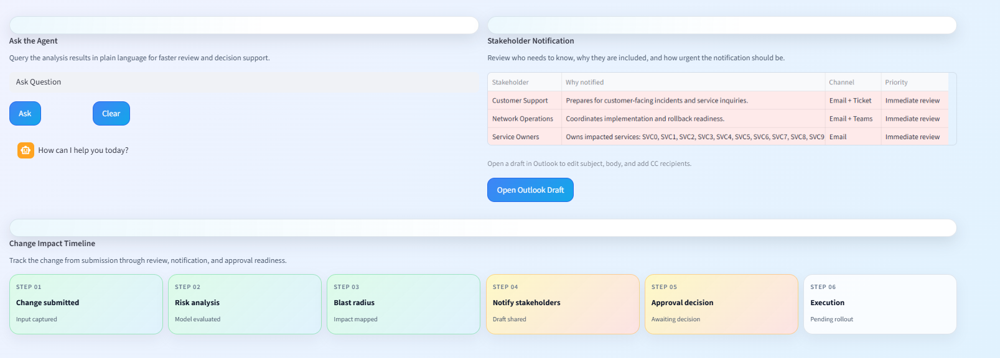 Ask the Agent
Query the analysis results in plain language for faster review and decision support.
Ask Question
Ask
Clear
How can I help you today?
Stakeholder Notification
Review who needs to know, why they are included, and how urgent the notification should be.
Stakeholder Why notified Channel Priority
Customer Support Prepares for customer-facing incidents and service inquiries. Email + Ticket Immediate review
Network Operations Coordinates implementation and rollback readiness. Email + Teams Immediate review
Service Owners Owns impacted services: SVC0, SVC1, SVC2, SVC3, SVC4, SVC5, SVC6, SVC7, SVC8, SVC9 Email Immediate review
Open a draft in Outlook to edit subject, body, and add CC recipients.
Open Outlook Draft
Change Impact Timeline
Track the change from submission through review, notification, and approval readiness.
STEP 01
Change submitted
Input captured
STEP 02
Risk analysis
Model evaluated
STEP 03
Blast radius
Impact mapped
STEP 04
Notify stakeholders
Draft shared
STEP 05
Approval decision
Awaiting decision
STEP 06
Execution
Pending rollout